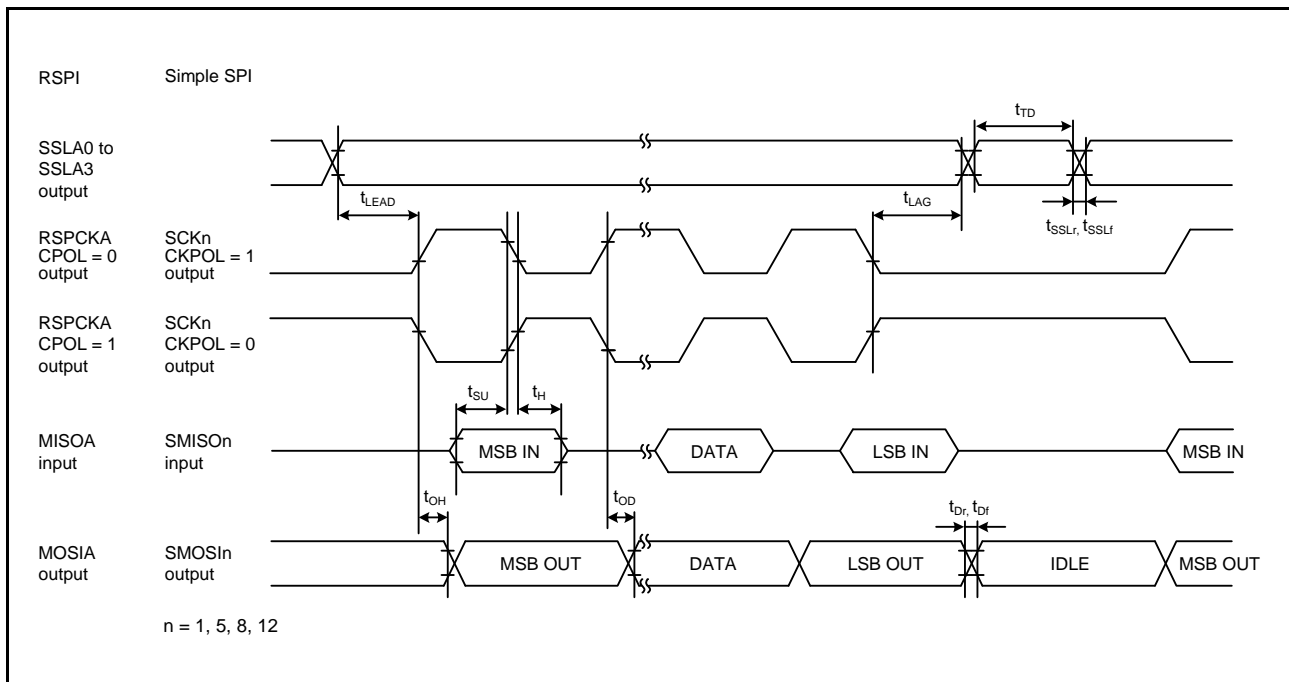 RSPI Simple SPI
tTD
SSLA0 to
SSLA3
output
tLEAD
tLAG
tSSLr, tSSLf
RSPCKA SCKn
CPOL = 0 CKPOL = 1
output output
RSPCKA SCKn
CPOL = 1 CKPOL = 0
output output
tSU tH
MISOA SMISOn
input input
MSB IN DATA LSB IN MSB IN
tOH tOD tDr, tDf
MOSIA SMOSIn
output output
MSB OUT DATA LSB OUT IDLE MSB OUT
n = 1, 5, 8, 12